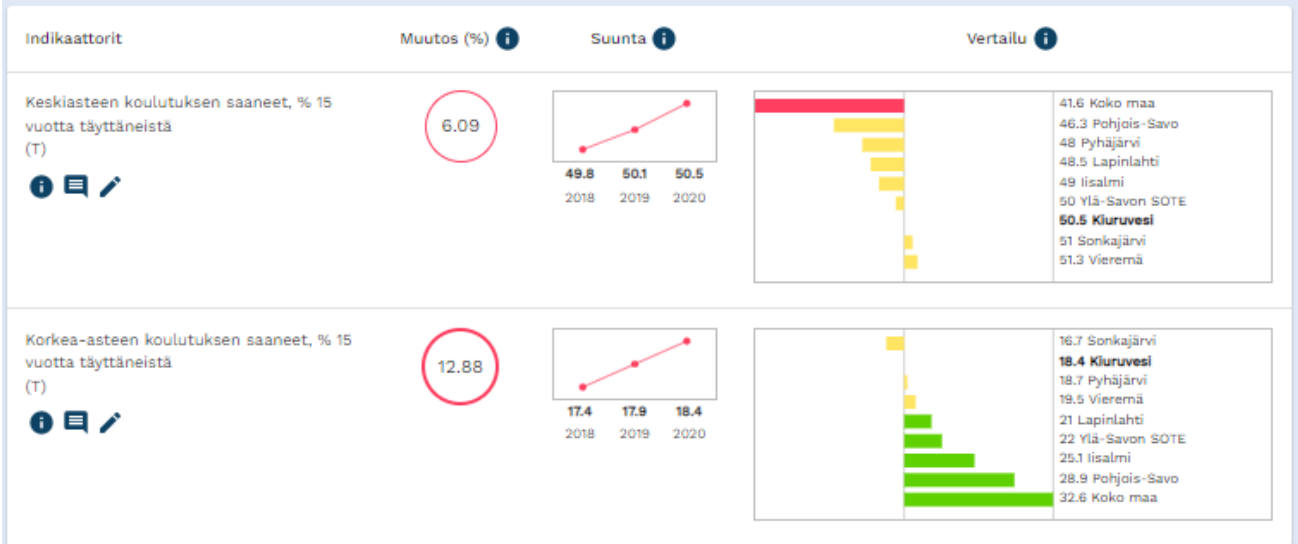 Indikaattorit Muutos (%) Suunta Vertailu
Keskiasteen koulutuksen saaneet, % 15
vuotta täyttäneistä
(T)
6.09
49.8 50.1 50.5
2018 2019 2020
41.6 Koko maa
46.3 Pohjois-Savo
48 Pyhäjärvi
48.5 Lapinlahti
49 Iisalmi
50 Ylä-Savon SOTE
50.5 Kiuruvesi
51 Sonkajärvi
51.3 Vieremä
Korkea-asteen koulutuksen saaneet, % 15
vuotta täyttäneistä
(T)
12.88
17.4 17.9 18.4
2018 2019 2020
16.7 Sonkajärvi
18.4 Kiuruvesi
18.7 Pyhäjärvi
19.5 Vieremä
21 Lapinlahti
22 Ylä-Savon SOTE
25.1 Iisalmi
28.9 Pohjois-Savo
32.6 Koko maa